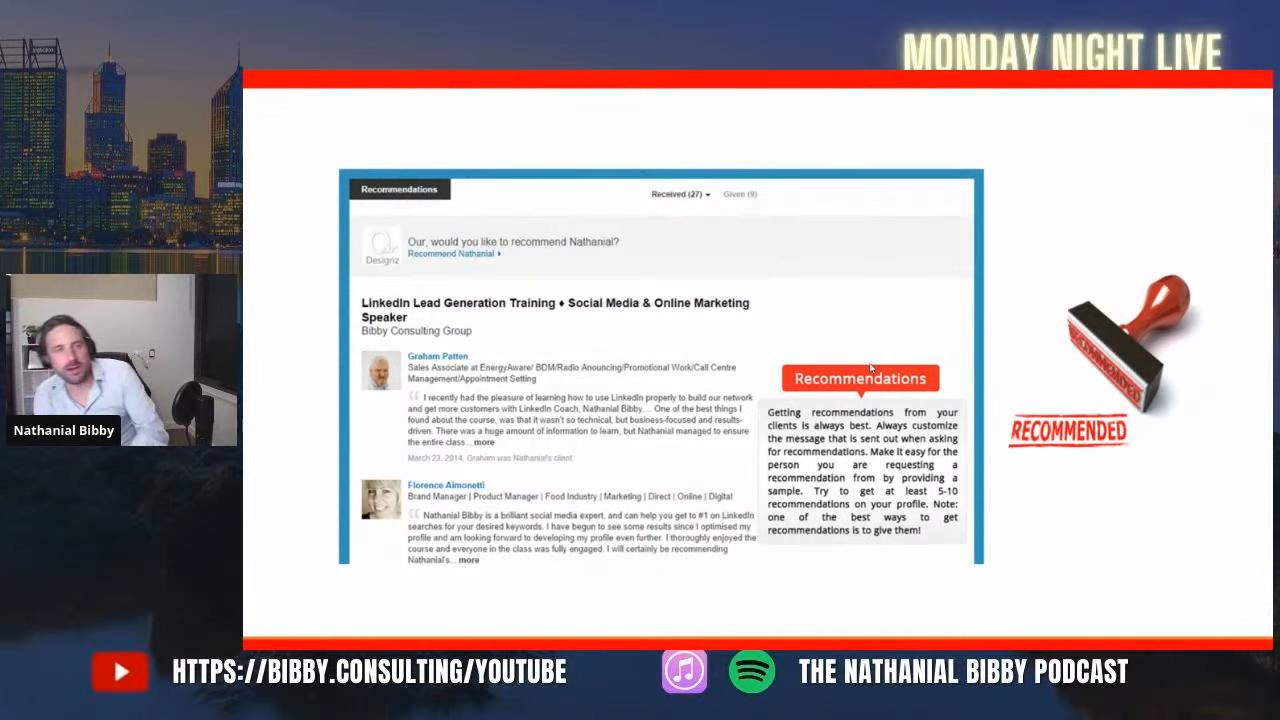 MONDAY NIGHT LIVE
Recommendations
Received (27)
Given (9)
Our
Designz
Our, would you like to recommend Nathanial?
Recommend Nathanial
LinkedIn Lead Generation Training ♦ Social Media & Online Marketing
Speaker
Bibby Consulting Group
Graham Patten
Sales Associate at EnergyAware/ BDM/Radio Anouncing/Promotional Work/Call Centre
Management/Appointment Setting
I recently had the pleasure of learning how to use LinkedIn properly to build our network
and get more customers with LinkedIn Coach, Nathanial Bibby.... One of the best things I
found about the course, was that it wasn't so technical, but business-focused and results-
driven. There was a huge amount of information to learn, but Nathanial managed to ensure
the entire class... more
March 23, 2014, Graham was Nathanial's client
Florence Aimonetti
Brand Manager | Product Manager | Food Industry | Marketing | Direct | Online | Digital
Nathanial Bibby is a brilliant social media expert, and can help you get to #1 on LinkedIn
searches for your desired keywords. I have begun to see some results since I optimised my
profile and am looking forward to developing my profile even further. I thoroughly enjoyed the
course and everyone in the class was fully engaged. I will certainly be recommending
Nathanial's... more
Recommendations
Getting recommendations from your
clients is always best. Always customize
the message that is sent out when asking
for recommendations. Make it easy for the
person you are requesting a
recommendation from by providing a
sample. Try to get at least 5-10
recommendations on your profile. Note:
one of the best ways to get
recommendations is to give them!
RECOMMENDED
RECOMMENDED
Nathanial Bibby
HTTPS://BIBBY.CONSULTING/YOUTUBE
THE NATHANIAL BIBBY PODCAST